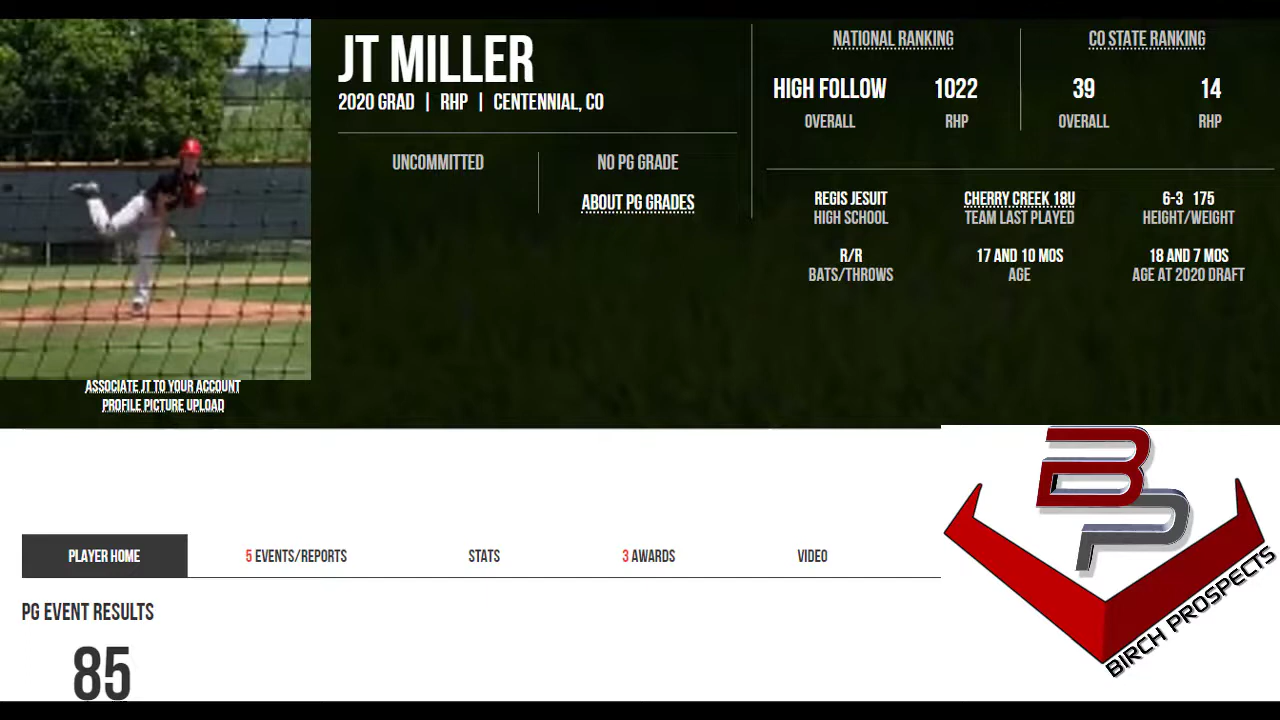 JT MILLER
2020 GRAD | RHP | CENTENNIAL, CO
UNCOMMITTED
NO PG GRADE
ABOUT PG GRADES
NATIONAL RANKING
HIGH FOLLOW 1022
OVERALL RHP
CO STATE RANKING
39 14
OVERALL RHP
REGIS JESUIT
HIGH SCHOOL
CHERRY CREEK 18U
TEAM LAST PLAYED
6-3 175
HEIGHT/WEIGHT
R/R
BATS/THROWS
17 AND 10 MOS
AGE
18 AND 7 MOS
AGE AT 2020 DRAFT
ASSOCIATE JT TO YOUR ACCOUNT
PROFILE PICTURE UPLOAD
PLAYER HOME 5 EVENTS/REPORTS STATS 3 AWARDS VIDEO
PG EVENT RESULTS
85
BP
BIRCH PROSPECTS